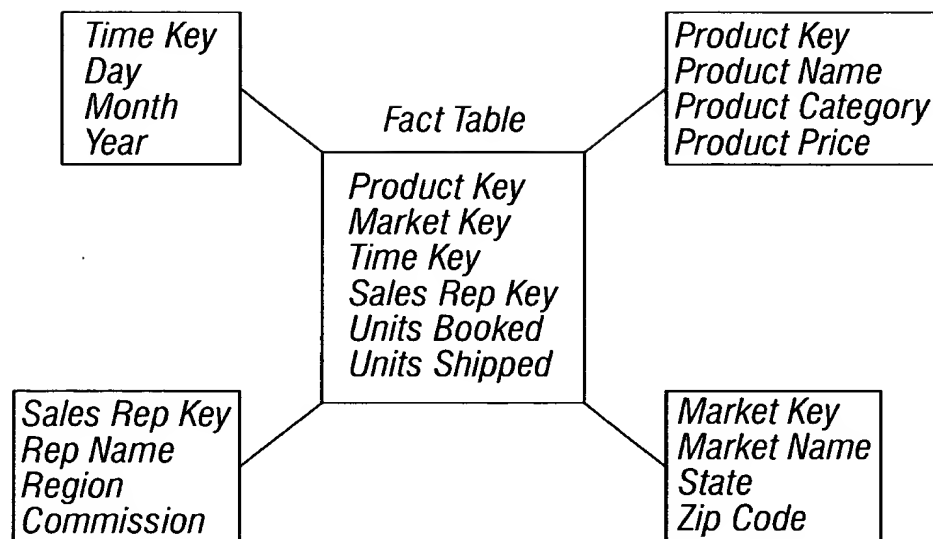 Time Key
Day
Month
Year
Product Key
Product Name
Product Category
Product Price
Fact Table
Product Key
Market Key
Time Key
Sales Rep Key
Units Booked
Units Shipped
Sales Rep Key
Rep Name
Region
Commission
Market Key
Market Name
State
Zip Code